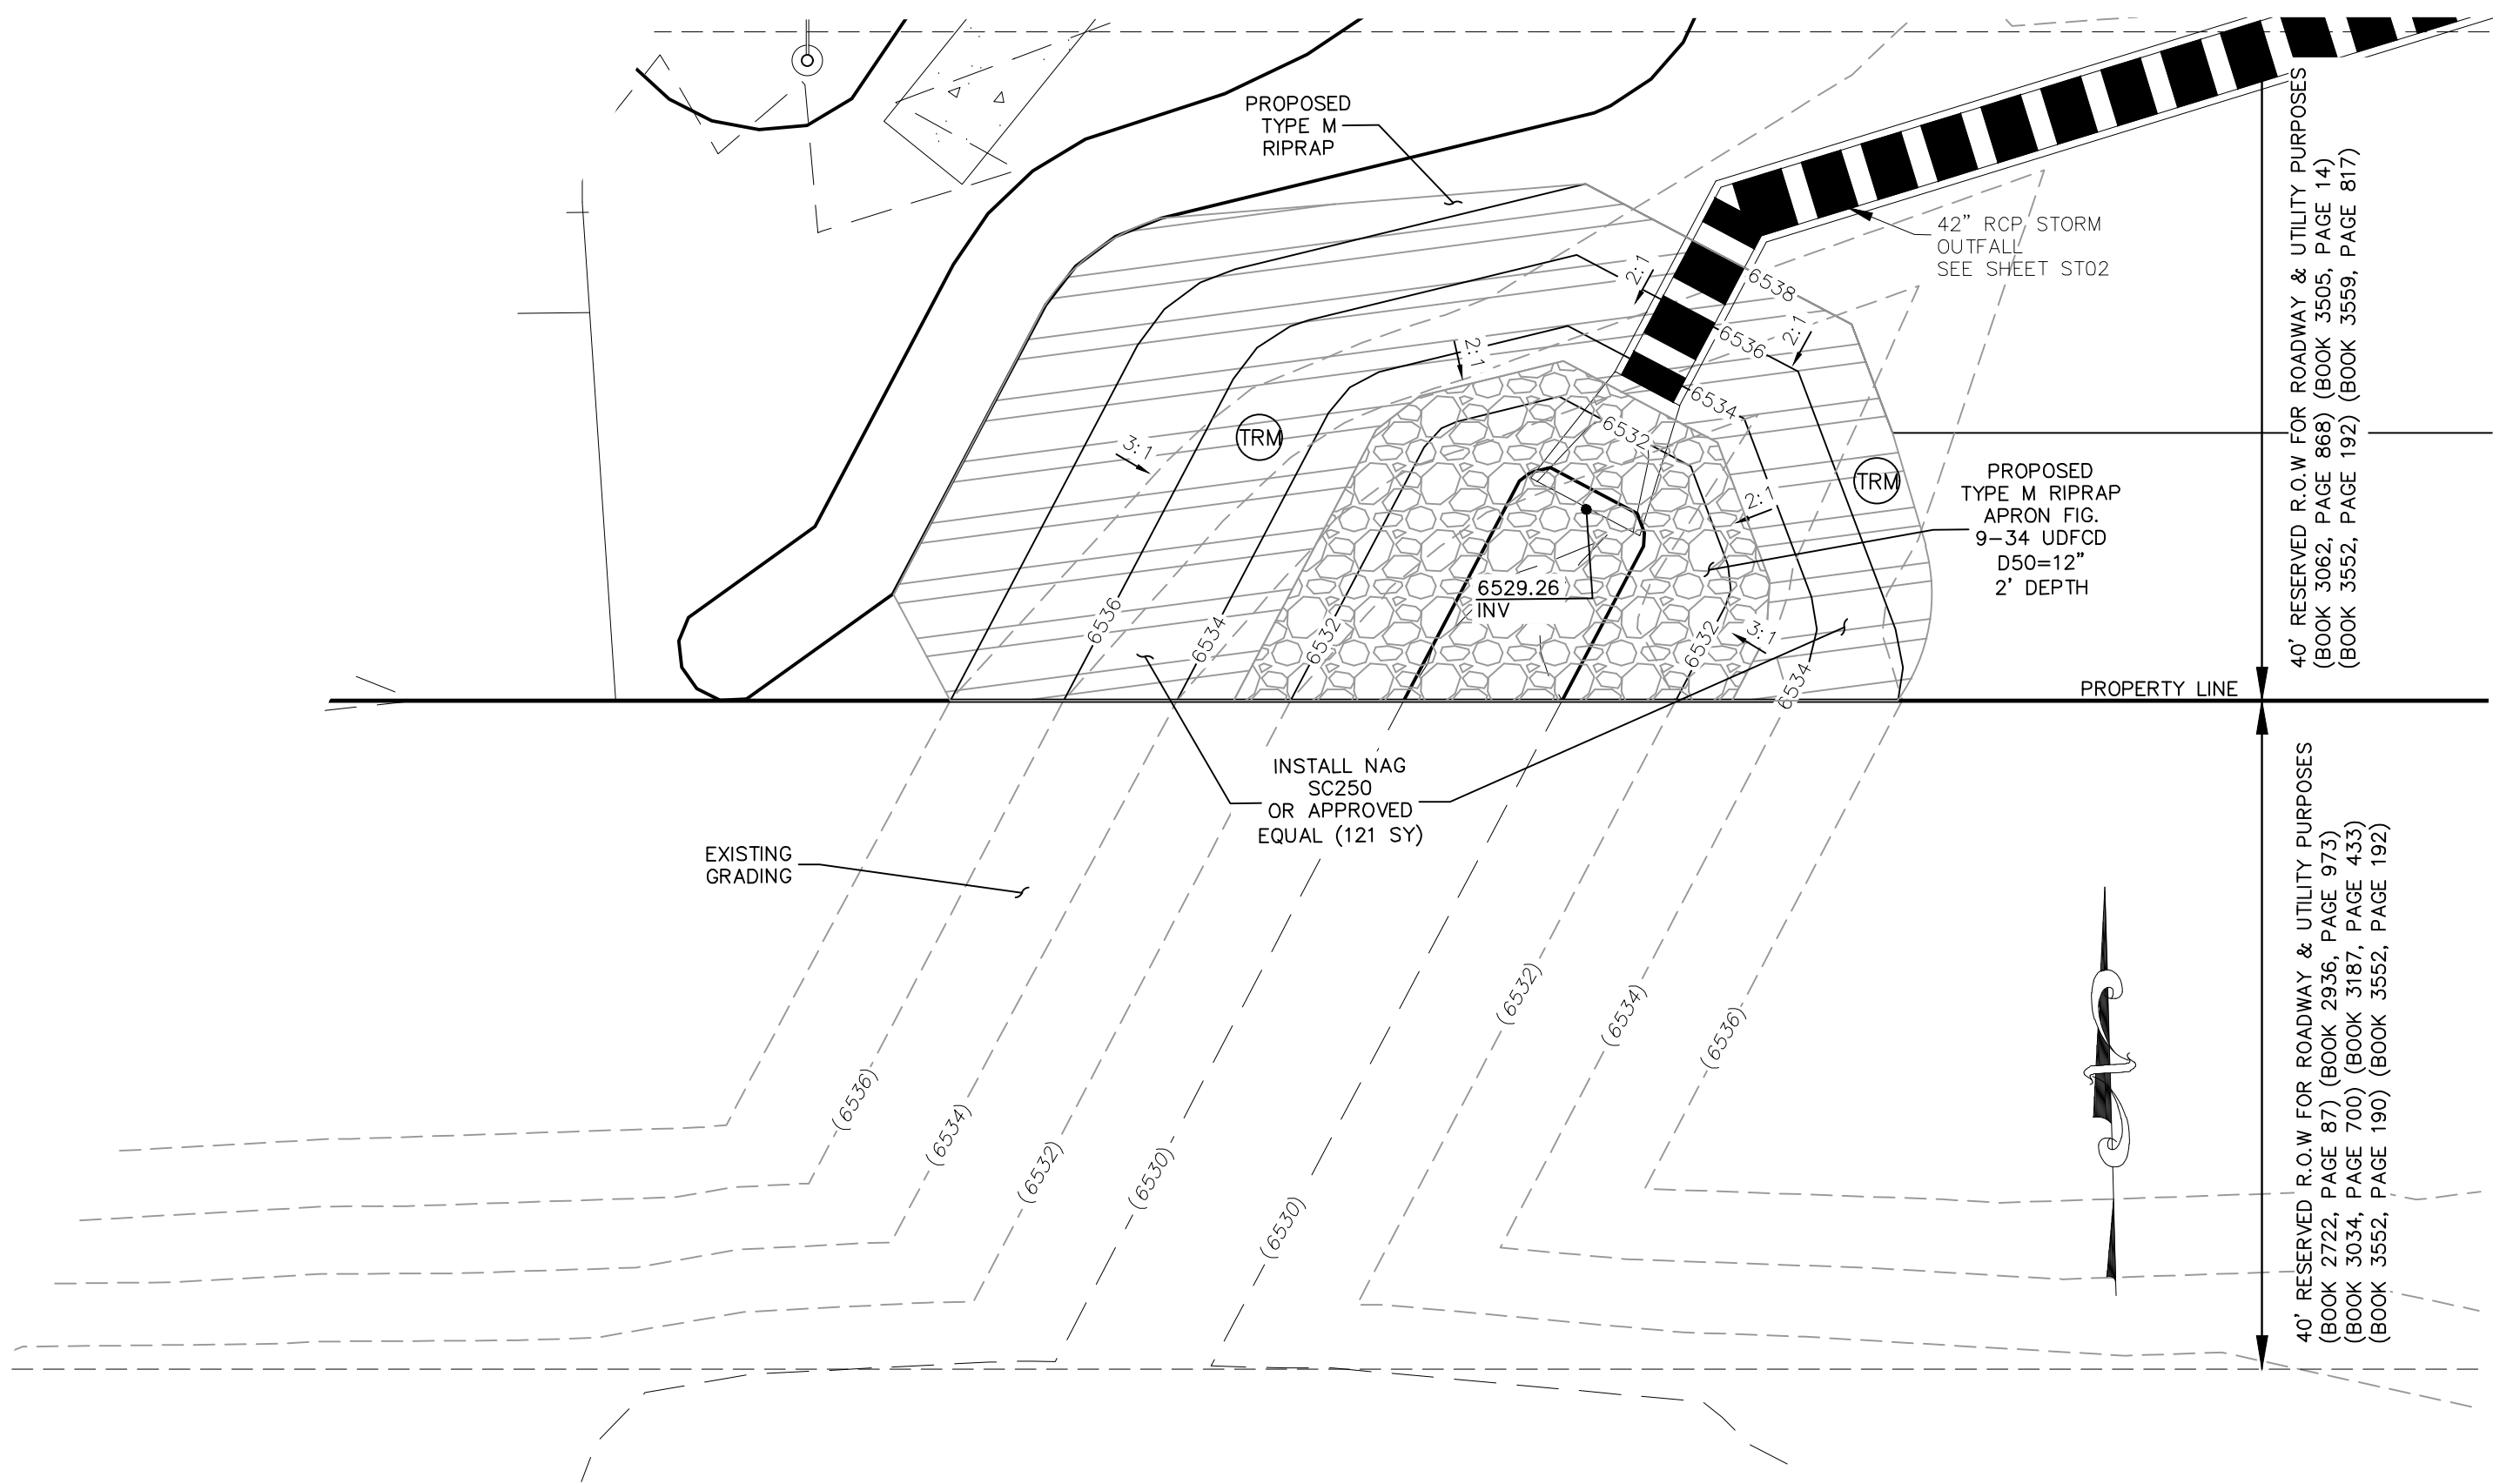 PROPOSED
TYPE M
RIPRAP
42" RCP STORM
OUTFALL
SEE SHEET ST02
40' RESERVED R.O.W FOR ROADWAY & UTILITY PURPOSES
(BOOK 3062, PAGE 868) (BOOK 3505, PAGE 14)
(BOOK 3552, PAGE 192) (BOOK 3559, PAGE 817)
2:1
6538
2:1
6536
2:1
6534
6532
3:1
TRM
TRM
2:1
PROPOSED
TYPE M RIPRAP
APRON FIG.
9-34 UDFCD
D50=12"
2' DEPTH
6529.26
INV
6536
6534
6532
6532
3:1
6534
PROPERTY LINE
INSTALL NAG
SC250
OR APPROVED
EQUAL (121 SY)
EXISTING
GRADING
(6536)
(6534)
(6532)
(6530)
(6530)
(6532)
(6534)
(6536)
40' RESERVED R.O.W FOR ROADWAY & UTILITY PURPOSES
(BOOK 2722, PAGE 87) (BOOK 2936, PAGE 973)
(BOOK 3034, PAGE 700) (BOOK 3187, PAGE 433)
(BOOK 3552, PAGE 190) (BOOK 3552, PAGE 192)